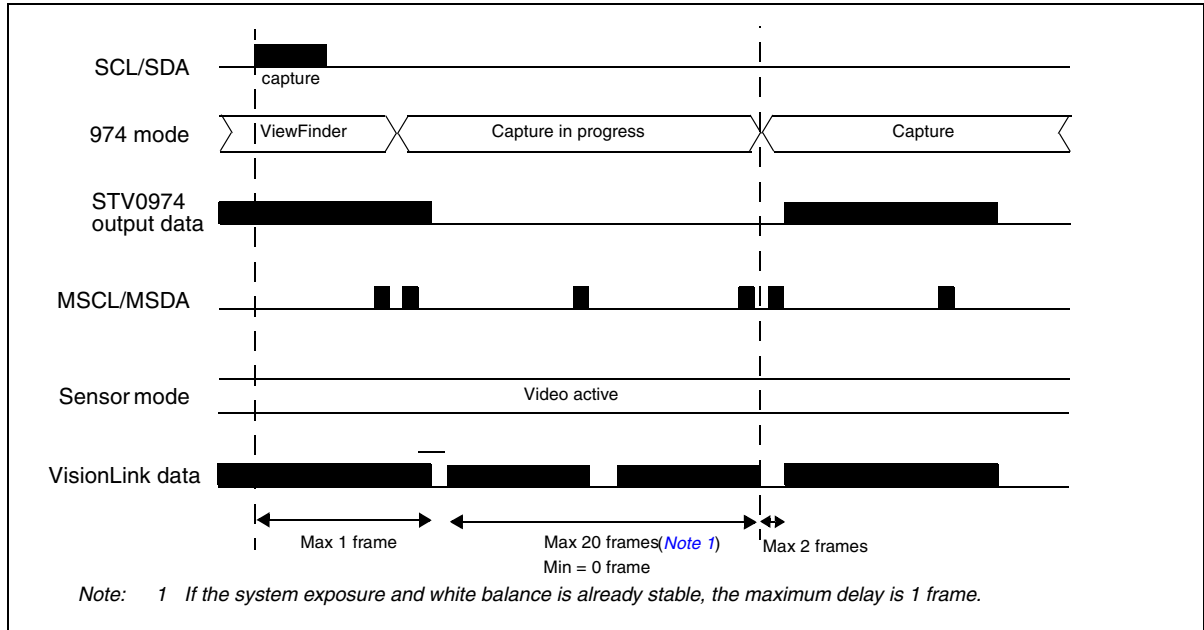 SCL/SDA
capture
974 mode
ViewFinder
Capture in progress
Capture
STV0974
output data
MSCL/MSDA
Sensor mode
Video active
VisionLink data
Max 1 frame
Max 20 frames(Note 1)
Min = 0 frame
Max 2 frames
Note: 1 If the system exposure and white balance is already stable, the maximum delay is 1 frame.